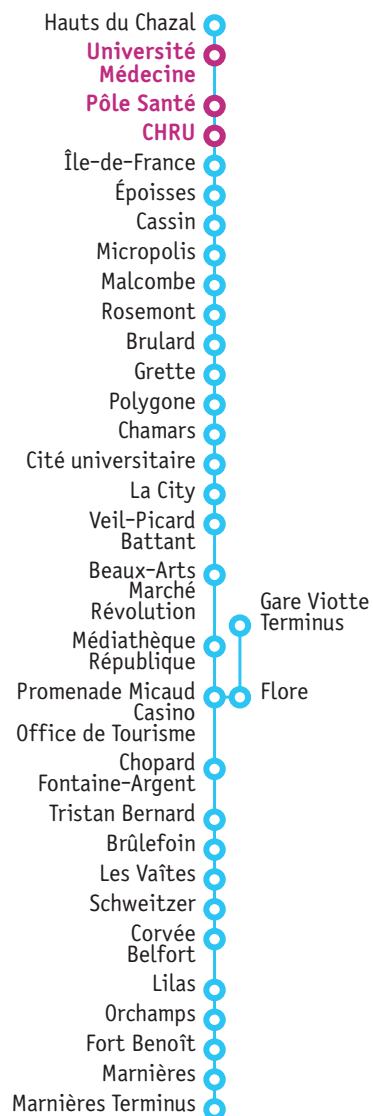 Hauts du Chazal
Université
Médecine
Pôle Santé
CHRU
Île-de-France
Époisses
Cassin
Micropolis
Malcombe
Rosemont
Brulard
Grette
Polygone
Chamars
Cité universitaire
La City
Veil-Picard
Battant
Beaux-Arts
Marché
Révolution
Gare Viotte
Terminus
Médiathèque
République
Promenade Micaud
Casino
Office de Tourisme
Flore
Chopard
Fontaine-Argent
Tristan Bernard
Brûlefoin
Les Vaîtes
Schweitzer
Corvée
Belfort
Lilas
Orchamps
Fort Benoît
Marnières
Marnières Terminus